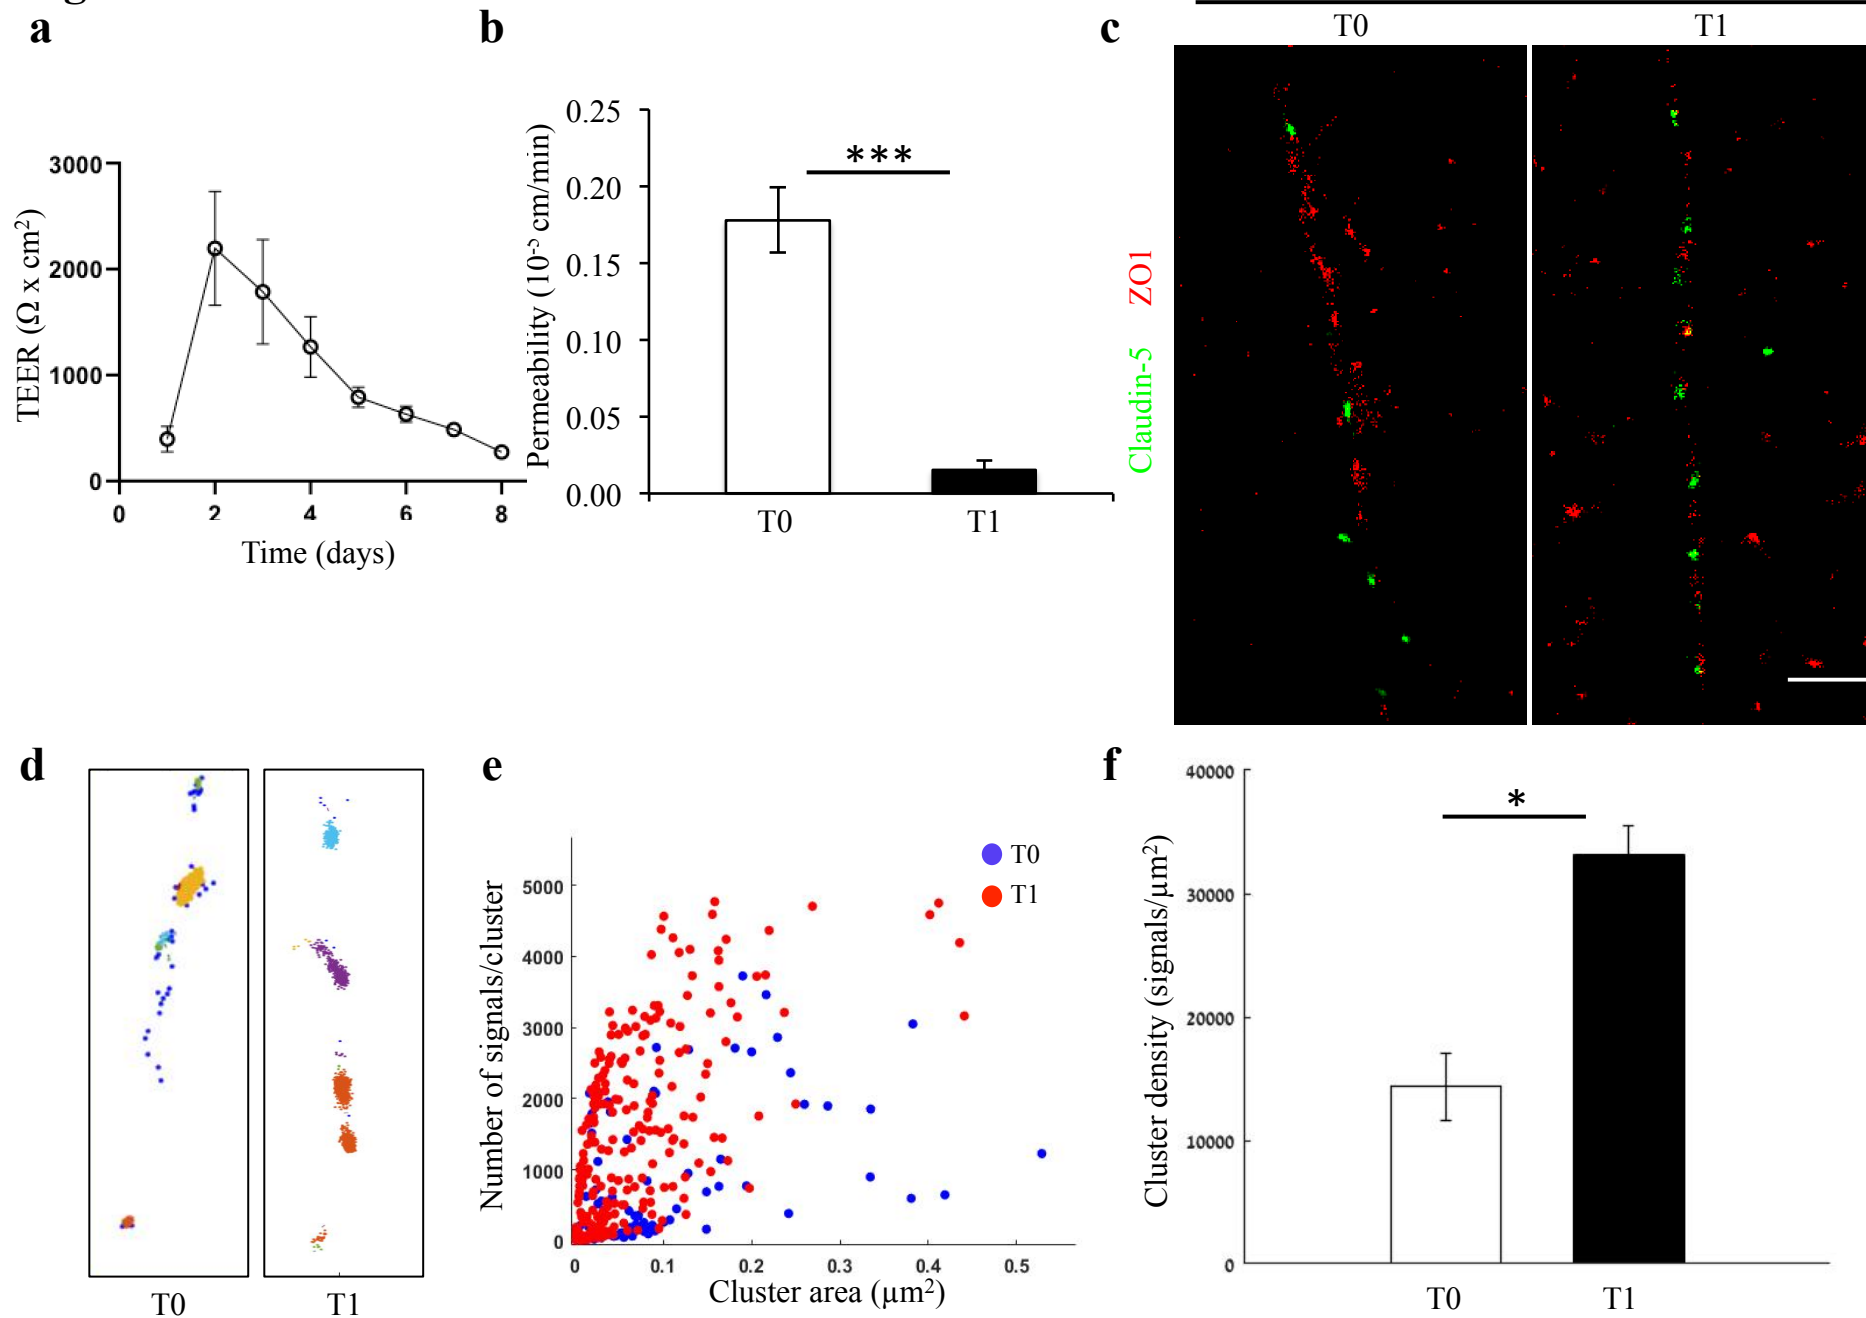 a
TEER (Ω x cm²)
3000
2000
1000
0
0 2 4 6 8
Time (days)
b
Permeability (10⁻⁵ cm/min)
0.25
0.20
0.15
0.10
0.05
0.00
***
T0 T1
c
T0 T1
Claudin-5 ZO1
d
T0 T1
e
Number of signals/cluster
5000
4000
3000
2000
1000
0
0 0.1 0.2 0.3 0.4 0.5
Cluster area (µm²)
T0
T1
f
Cluster density (signals/µm²)
40000
30000
20000
10000
0
*
T0 T1